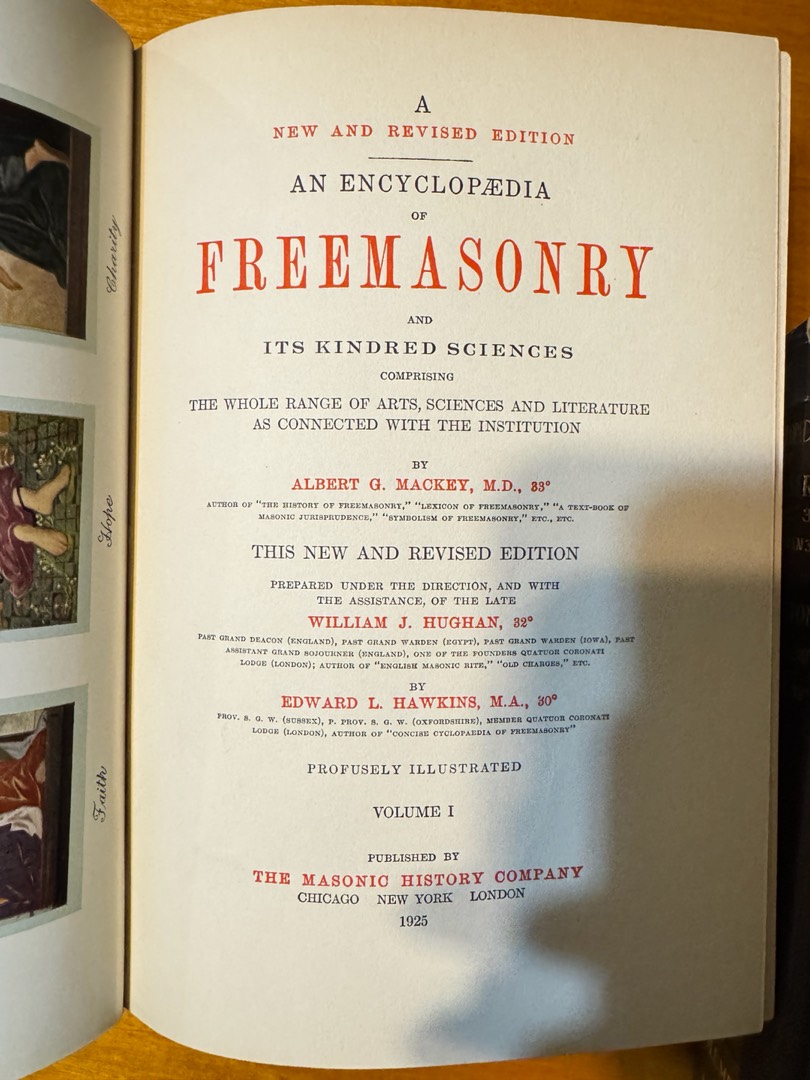 Charity
Hope
Faith
A
NEW AND REVISED EDITION
AN ENCYCLOPÆDIA
OF
FREEMASONRY
AND
ITS KINDRED SCIENCES
COMPRISING
THE WHOLE RANGE OF ARTS, SCIENCES AND LITERATURE
AS CONNECTED WITH THE INSTITUTION
BY
ALBERT G. MACKEY, M.D., 33°
AUTHOR OF "THE HISTORY OF FREEMASONRY," "LEXICON OF FREEMASONRY," "A TEXT-BOOK OF
MASONIC JURISPRUDENCE," "SYMBOLISM OF FREEMASONRY," ETC., ETC.
THIS NEW AND REVISED EDITION
PREPARED UNDER THE DIRECTION, AND WITH
THE ASSISTANCE, OF THE LATE
WILLIAM J. HUGHAN, 32°
PAST GRAND DEACON (ENGLAND), PAST GRAND WARDEN (EGYPT), PAST GRAND WARDEN (IOWA), PAST
ASSISTANT GRAND SOJOURNER (ENGLAND), ONE OF THE FOUNDERS QUATUOR CORONATI
LODGE (LONDON); AUTHOR OF "ENGLISH MASONIC RITE," "OLD CHARGES," ETC.
BY
EDWARD L. HAWKINS, M.A., 30°
PROV. S. G. W. (SUSSEX), P. PROV. S. G. W. (OXFORDSHIRE), MEMBER QUATUOR CORONATI
LODGE (LONDON), AUTHOR OF "CONCISE CYCLOPAEDIA OF FREEMASONRY"
PROFUSELY ILLUSTRATED
VOLUME I
PUBLISHED BY
THE MASONIC HISTORY COMPANY
CHICAGO NEW YORK LONDON
1925